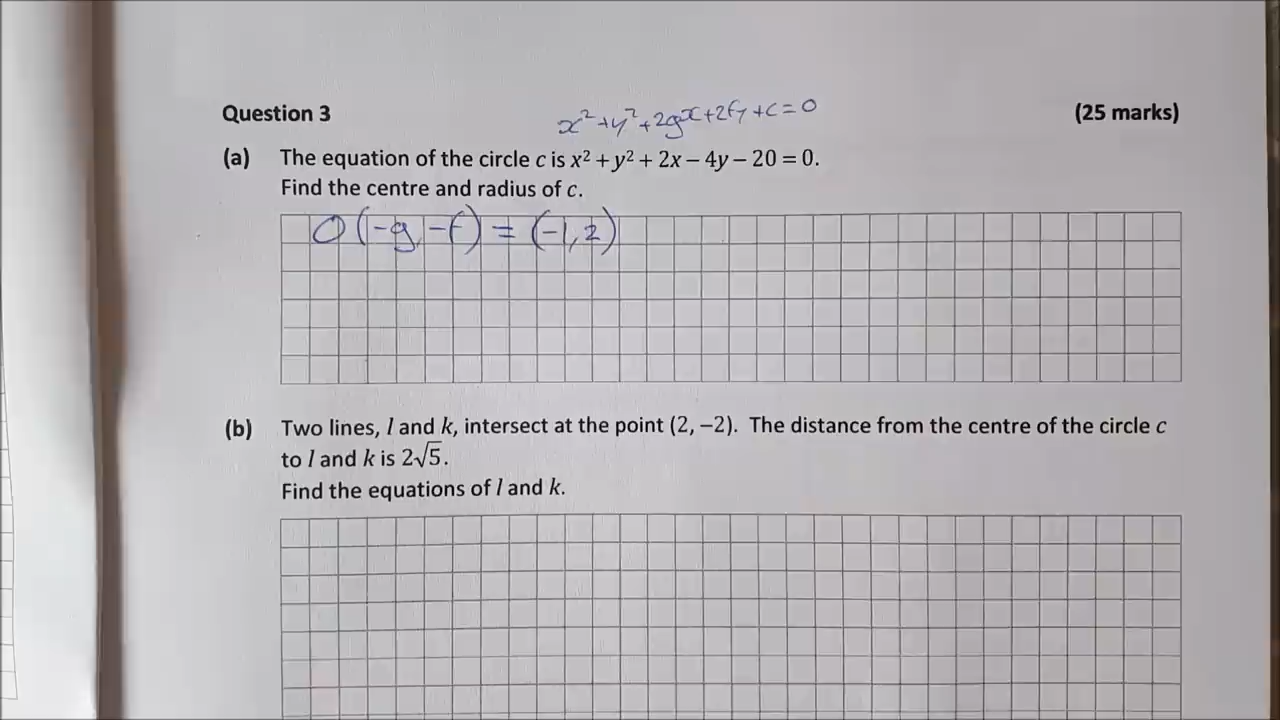 Question 3 x²+y²+2gx+2fy+c=0 (25 marks)
(a) The equation of the circle c is x² + y² + 2x – 4y – 20 = 0.
Find the centre and radius of c.
O(-g, -f) = (-1, 2)
(b) Two lines, l and k, intersect at the point (2, –2). The distance from the centre of the circle c
to l and k is 2√5.
Find the equations of l and k.